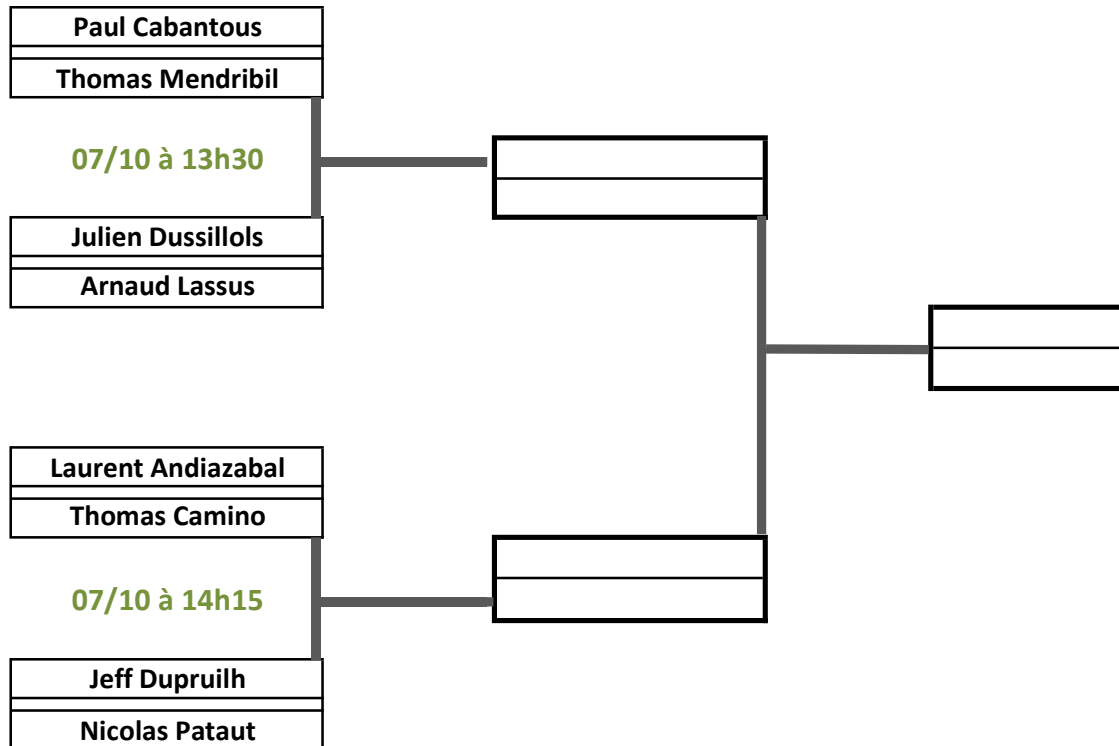 Paul Cabantous
Thomas Mendribil
07/10 à 13h30
Julien Dussillols
Arnaud Lassus
Laurent Andiazabal
Thomas Camino
07/10 à 14h15
Jeff Dupruilh
Nicolas Pataut